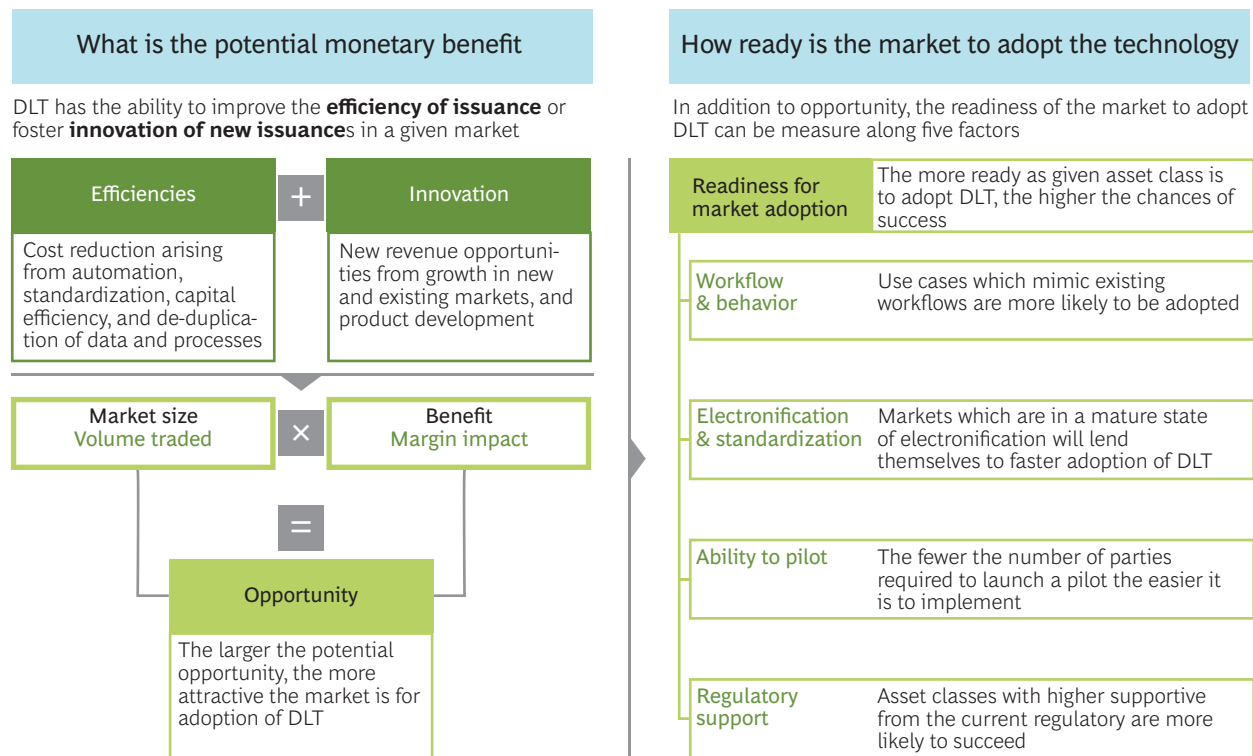 What is the potential monetary benefit
DLT has the ability to improve the efficiency of issuance or
foster innovation of new issuances in a given market
Efficiencies
+
Innovation
Cost reduction arising
from automation,
standardization, capital
efficiency, and de-duplica-
tion of data and processes
New revenue opportuni-
ties from growth in new
and existing markets, and
product development
Market size
Volume traded
×
Benefit
Margin impact
=
Opportunity
The larger the potential
opportunity, the more
attractive the market is for
adoption of DLT
How ready is the market to adopt the technology
In addition to opportunity, the readiness of the market to adopt
DLT can be measure along five factors
Readiness for
market adoption
The more ready as given asset class is
to adopt DLT, the higher the chances of
success
Workflow
& behavior
Use cases which mimic existing
workflows are more likely to be adopted
Electronification
& standardization
Markets which are in a mature state
of electronification will lend
themselves to faster adoption of DLT
Ability to pilot
The fewer the number of parties
required to launch a pilot the easier it
is to implement
Regulatory
support
Asset classes with higher supportive
from the current regulatory are more
likely to succeed